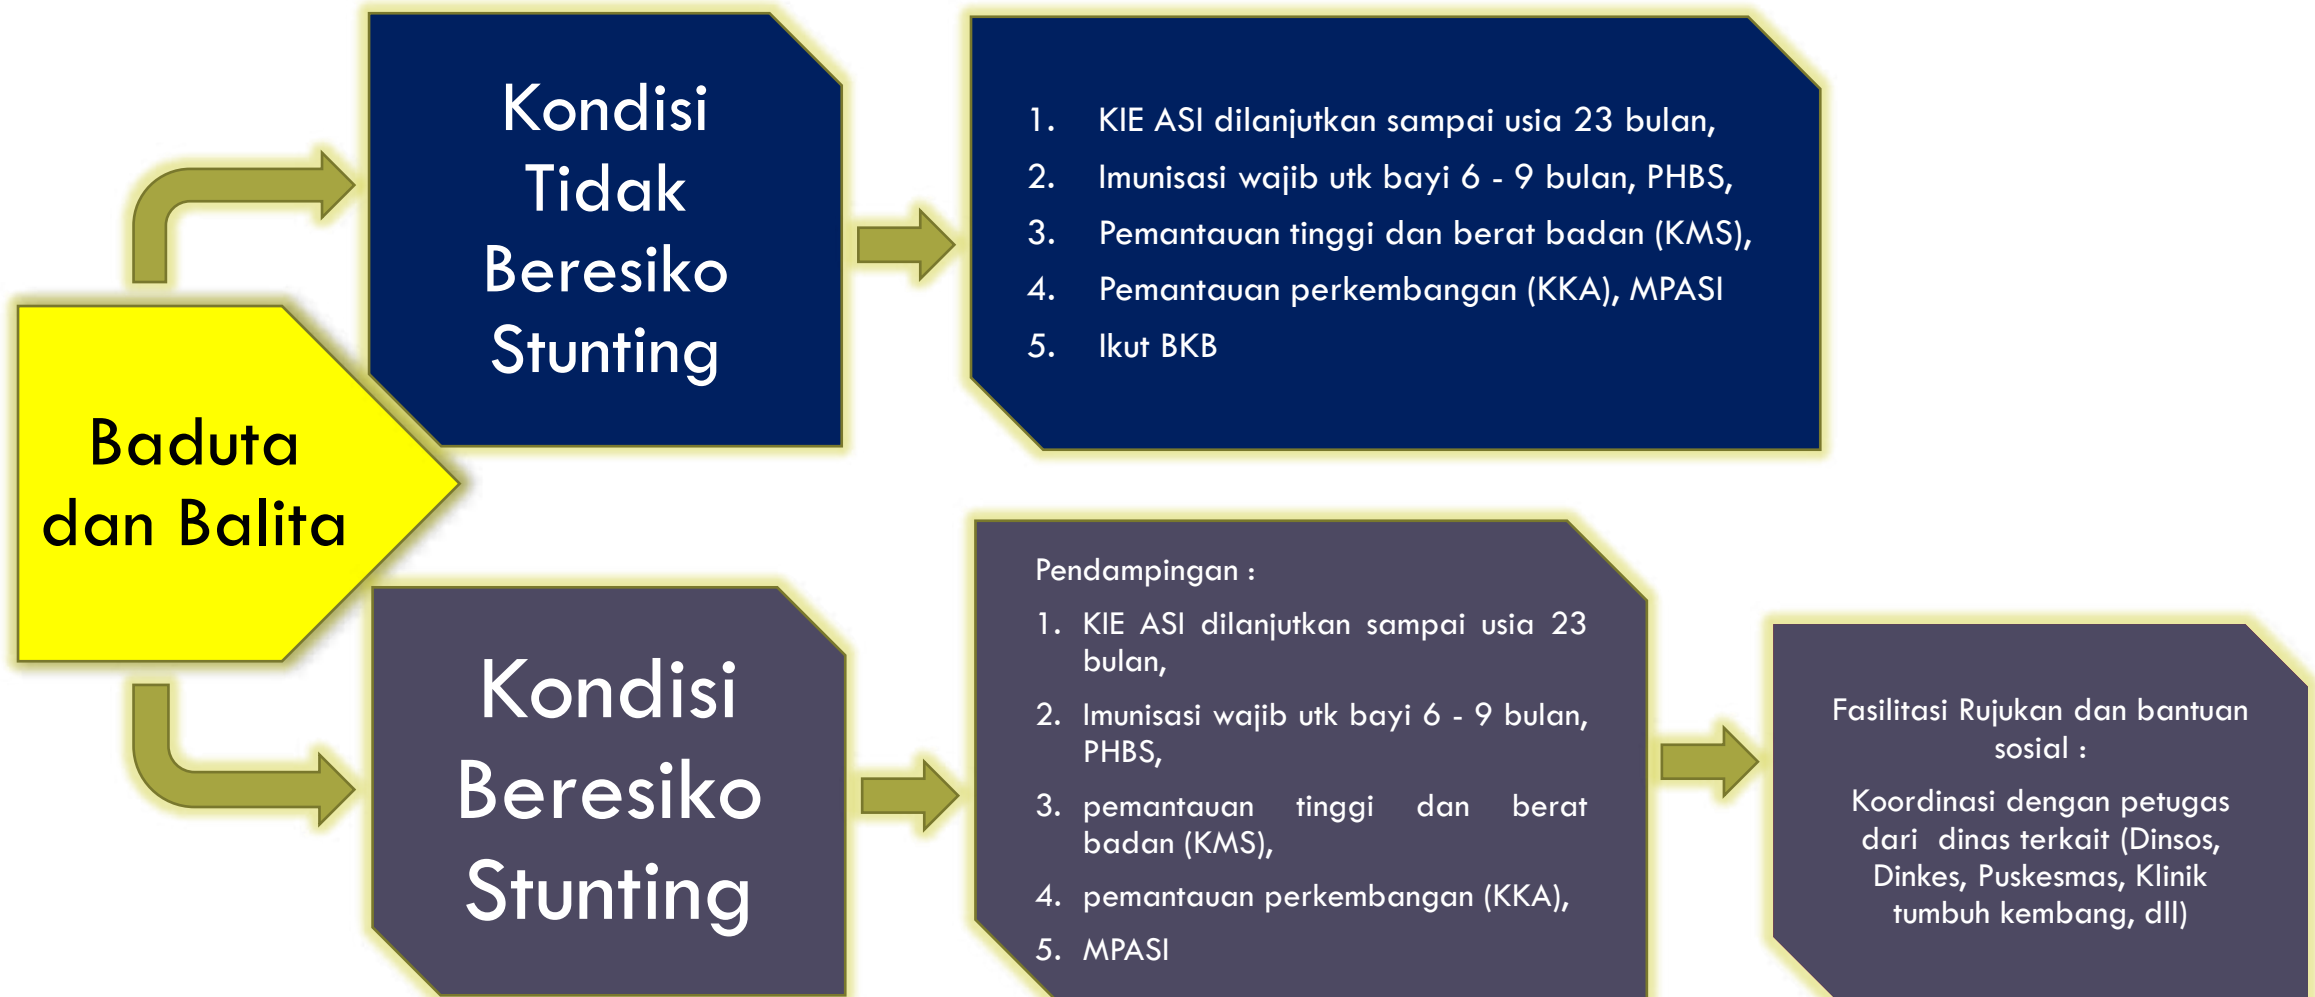 Baduta
dan Balita
Kondisi
Tidak
Beresiko
Stunting
1. KIE ASI dilanjutkan sampai usia 23 bulan,
2. Imunisasi wajib utk bayi 6 - 9 bulan, PHBS,
3. Pemantauan tinggi dan berat badan (KMS),
4. Pemantauan perkembangan (KKA), MPASI
5. Ikut BKB
Kondisi
Beresiko
Stunting
Pendampingan :
1. KIE ASI dilanjutkan sampai usia 23
bulan,
2. Imunisasi wajib utk bayi 6 - 9 bulan,
PHBS,
3. pemantauan tinggi dan berat
badan (KMS),
4. pemantauan perkembangan (KKA),
5. MPASI
Fasilitasi Rujukan dan bantuan
sosial :
Koordinasi dengan petugas
dari dinas terkait (Dinsos,
Dinkes, Puskesmas, Klinik
tumbuh kembang, dll)